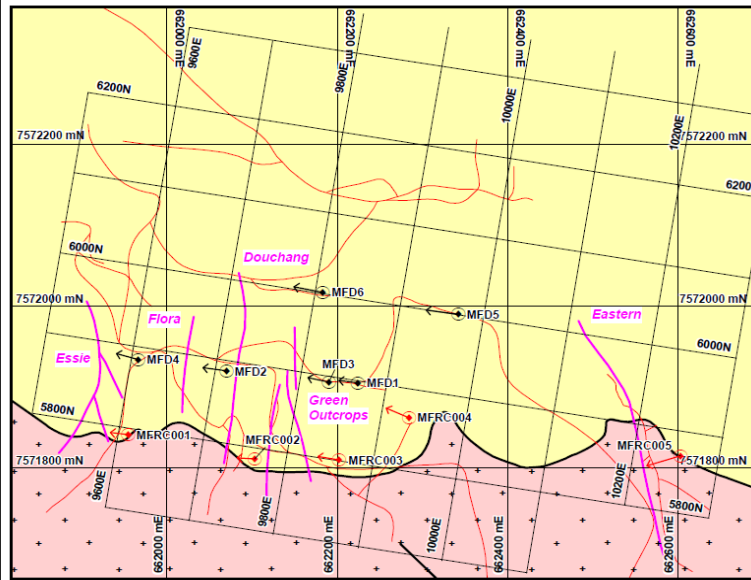 662000 mE
9600E
662200 mE
9800E
662400 mE
10000E
662600 mE
10200E
6200N
7572200 mN
7572200 mN
6200
Douchang
6000N
MFD6
7572000 mN
7572000 mN
Flora
MFD5
Eastern
6000N
Essie
MFD4
MFD2
MFD3
MFD1
Green
Outcrops
5800N
MFRC004
MFRC001
MFRC002
MFRC005
MFRC003
7571800 mN
7571800 mN
9600E
10200E
9800E
5800N
662000 mE
662200 mE
10000E
662400 mE
662600 mE